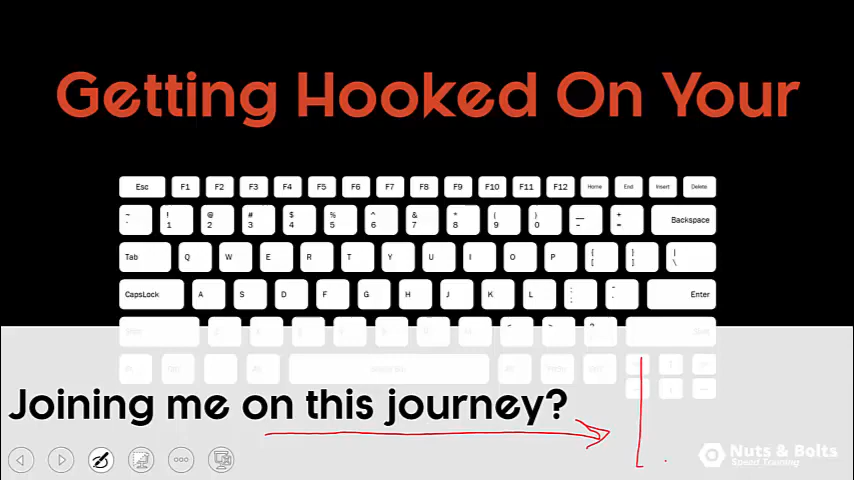 Getting Hooked On Your
Esc F1 F2 F3 F4 F5 F6 F7 F8 F9 F10 F11 F12 Home End Insert Delete
~ ! @ # $ % ^ & * ( ) __ +
` 1 2 3 4 5 6 7 8 9 0 - = Backspace
Tab Q W E R T Y U I O P { [ } ] | \
CapsLock A S D F G H J K L : ; Enter
Joining me on this journey?
Nuts & Bolts
Speed Training